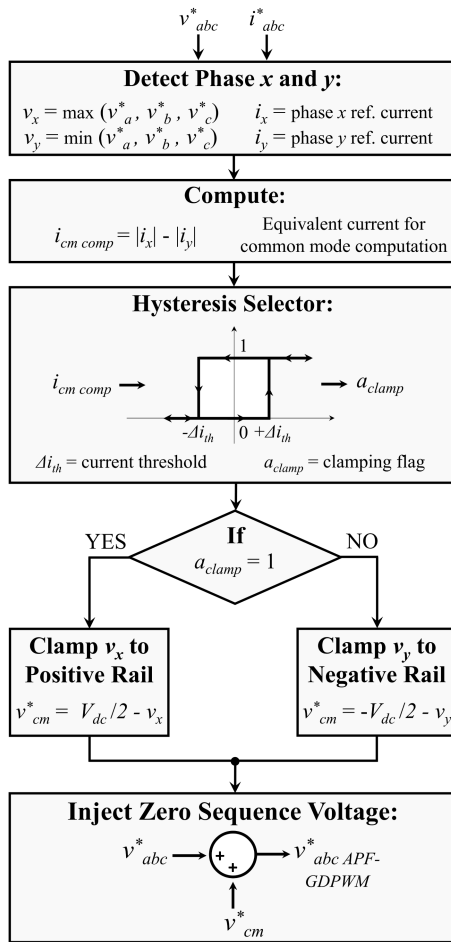 v*abc i*abc
Detect Phase x and y:
vx = max (v*a , v*b , v*c) ix = phase x ref. current
vy = min (v*a , v*b , v*c) iy = phase y ref. current
Compute:
icm comp = |ix| - |iy| Equivalent current for
common mode computation
Hysteresis Selector:
1
icm comp aclamp
-Δith 0 +Δith
Δith = current threshold aclamp = clamping flag
If
YES NO
aclamp = 1
Clamp vx to
Positive Rail
v*cm = Vdc /2 - vx
Clamp vy to
Negative Rail
v*cm = -Vdc /2 - vy
Inject Zero Sequence Voltage:
v*abc + + v*abc APF-
GDPWM
v*cm